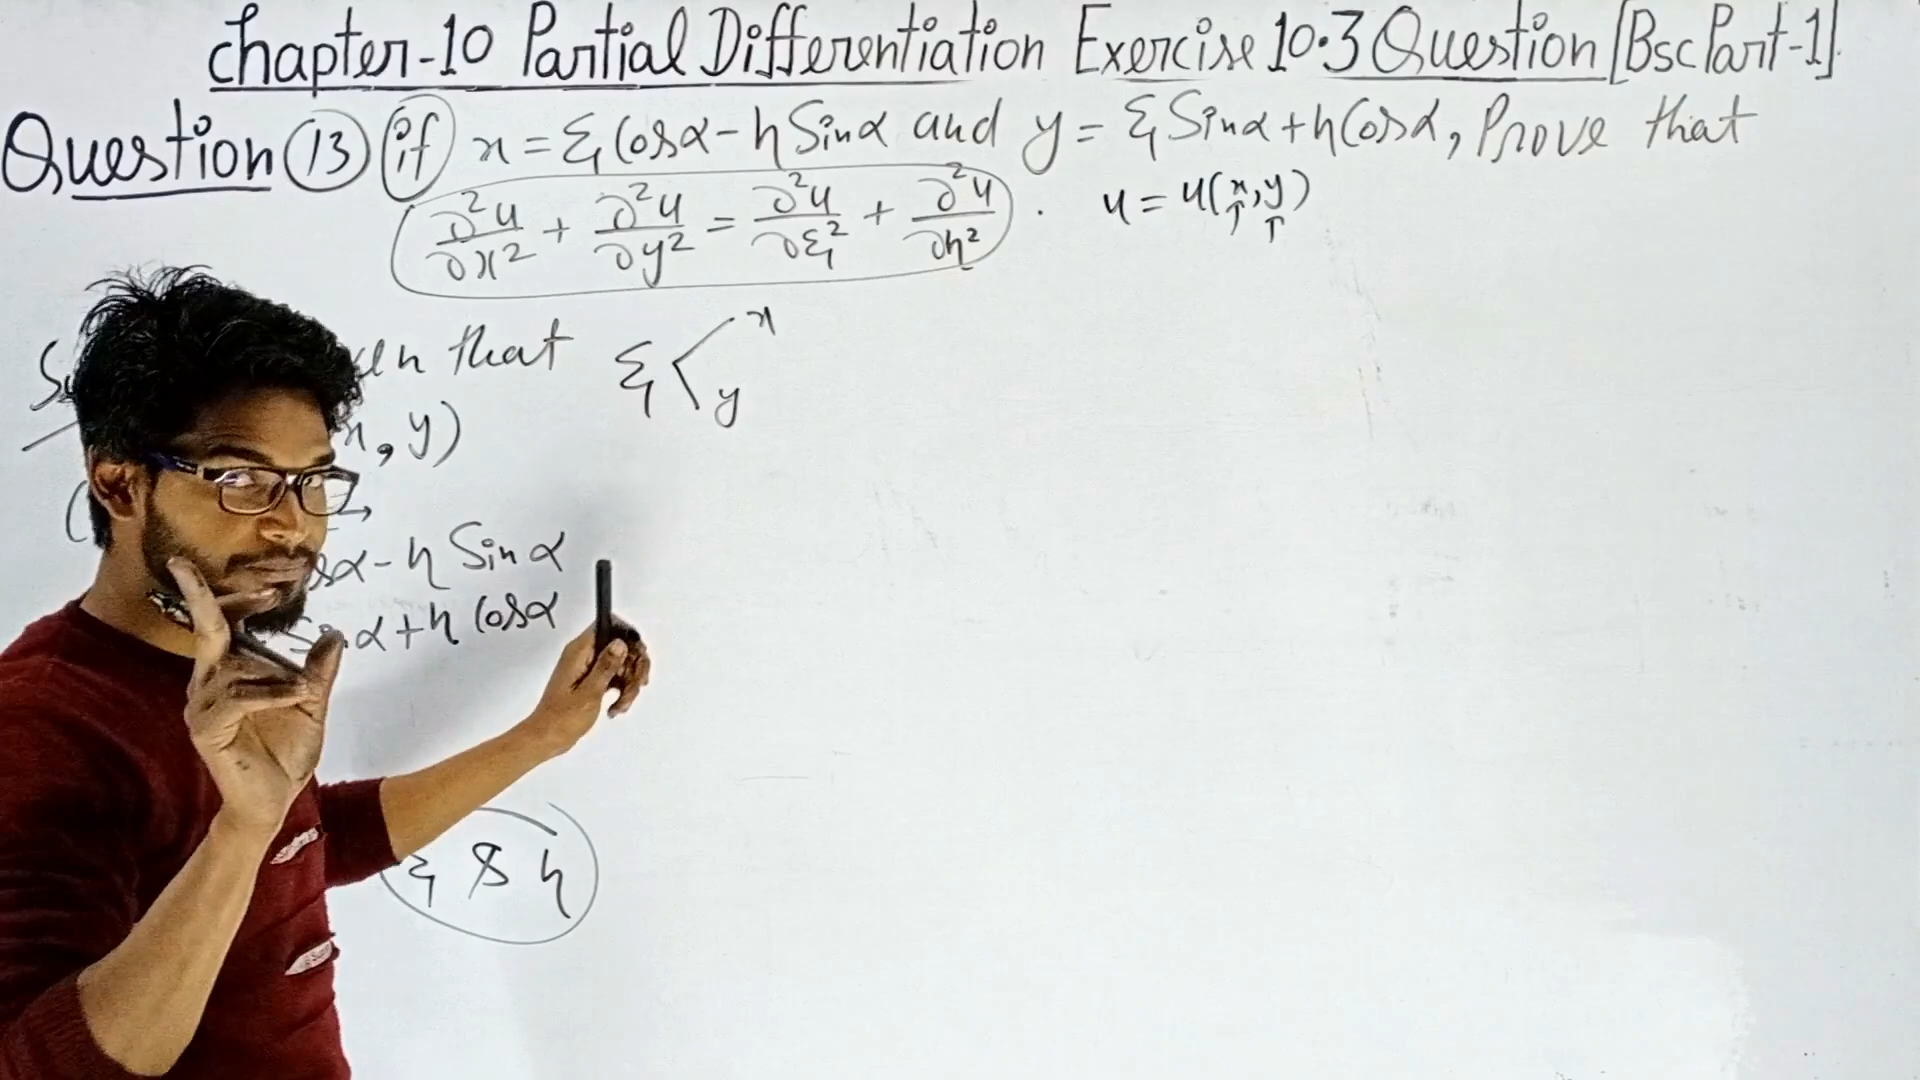 Chapter-10 Partial Differentiation Exercise 10.3 Question [Bsc Part-1]
Question 13 if x = ξ Cosα - η Sinα and y = ξ Sinα + η Cosα, Prove that
∂²u/∂x² + ∂²u/∂y² = ∂²u/∂ξ² + ∂²u/∂η² . u = u(x, y)
that ξ < x y
x, y)
α - η Sin α
Sin α + η Cosα
ξ & η